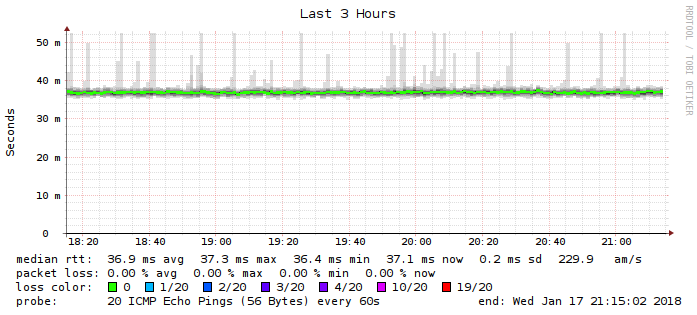 Last 3 Hours
RRDTOOL / TOBI OETIKER
Seconds
50 m
40 m
30 m
20 m
10 m
0
18:20 18:40 19:00 19:20 19:40 20:00 20:20 20:40 21:00
median rtt: 36.9 ms avg 37.3 ms max 36.4 ms min 37.1 ms now 0.2 ms sd 229.9 am/s
packet loss: 0.00 % avg 0.00 % max 0.00 % min 0.00 % now
loss color: 0 1/20 2/20 3/20 4/20 10/20 19/20
probe: 20 ICMP Echo Pings (56 Bytes) every 60s end: Wed Jan 17 21:15:02 2018